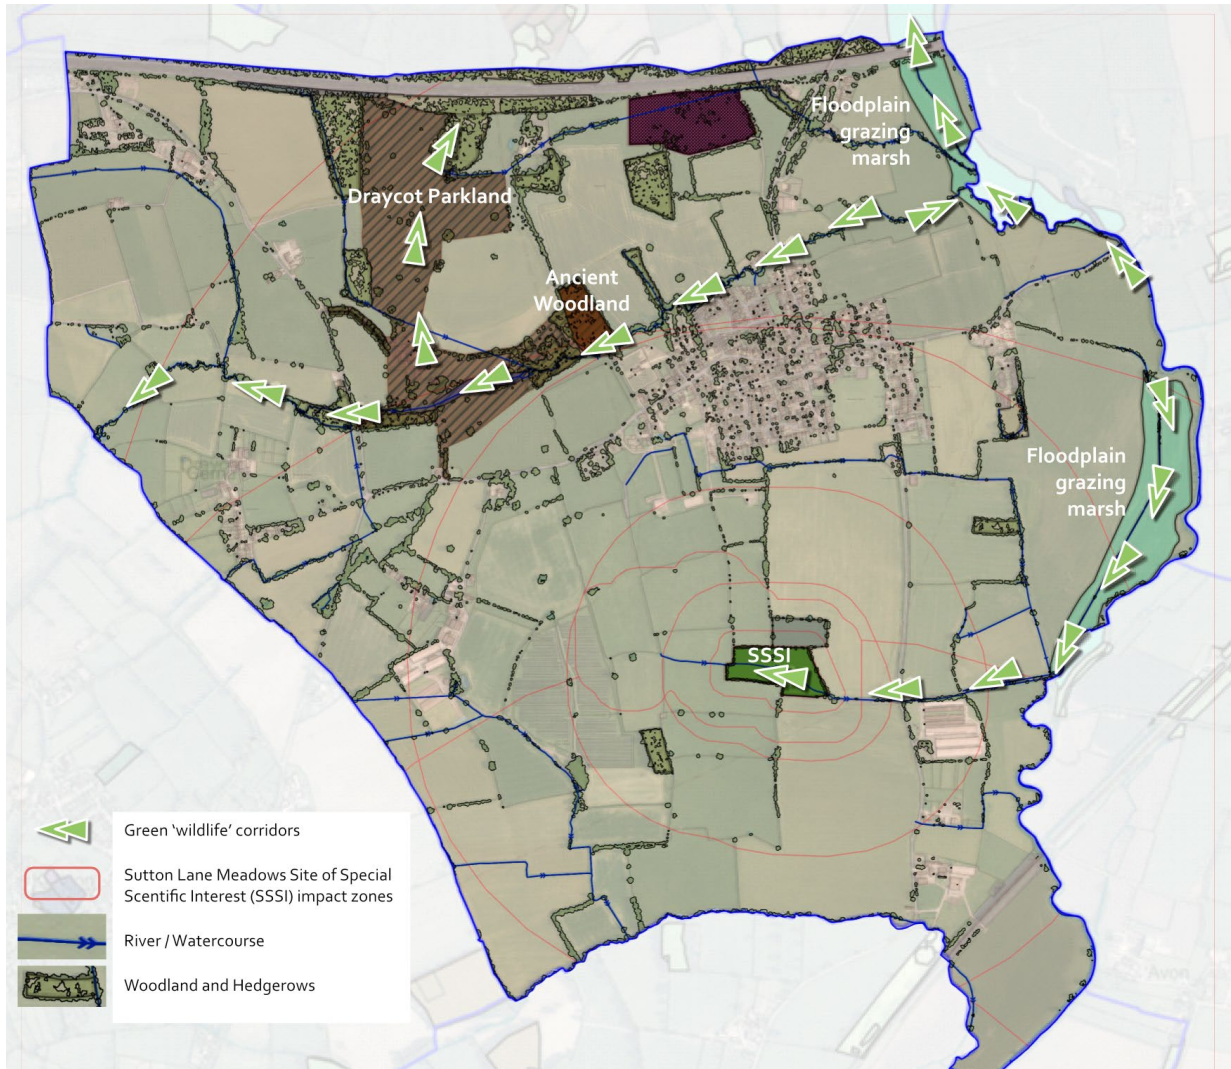 Floodplain
grazing
marsh
Draycot Parkland
Ancient
Woodland
Floodplain
grazing
marsh
SSSI
Green ‘wildlife’ corridors
Sutton Lane Meadows Site of Special
Scientific Interest (SSSI) impact zones
River / Watercourse
Woodland and Hedgerows
Avon